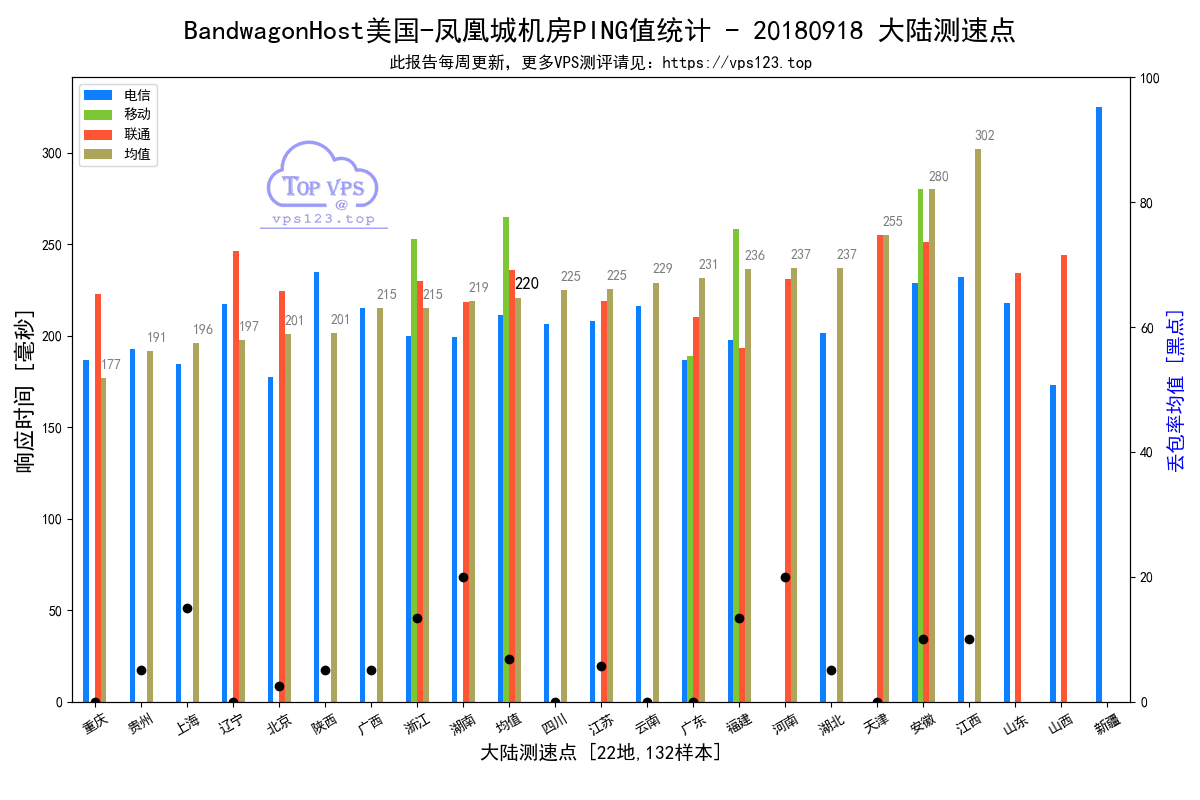 BandwagonHost美国-凤凰城机房PING值统计 - 20180918 大陆测速点
此报告每周更新, 更多VPS测评请见: https://vps123.top
电信
移动
联通
均值
TOP VPS
@
vps123.top
响应时间 [毫秒]
300
250
200
150
100
50
0
177
191
196
197
201
201
215
215
219
220
225
225
229
231
236
237
237
255
280
302
100
80
60
40
20
0
丢包率均值 [黑点]
重庆
贵州
上海
辽宁
北京
陕西
广西
浙江
湖南
均值
四川
江苏
云南
广东
福建
河南
湖北
天津
安徽
江西
山东
山西
新疆
大陆测速点 [22地,132样本]